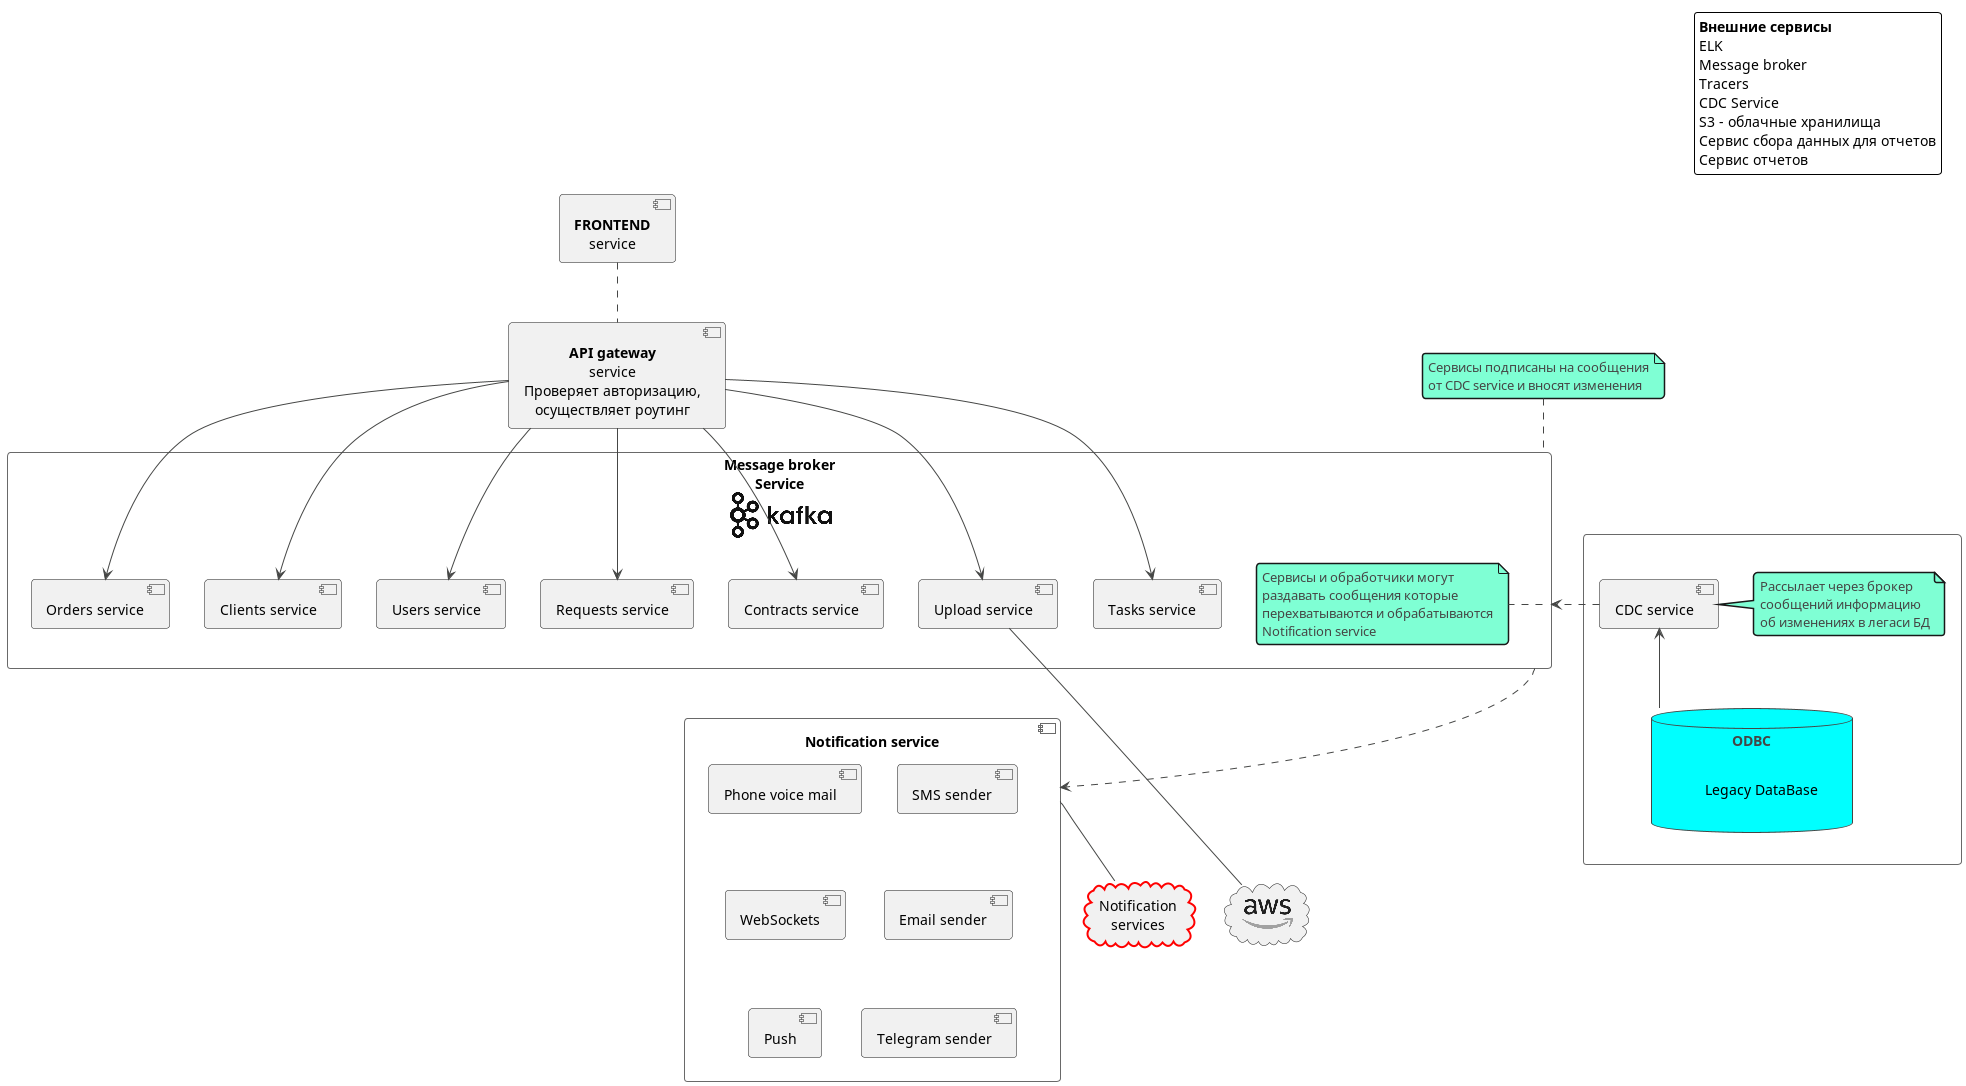 Внешние сервисы
ELK
Message broker
Tracers
CDC Service
S3 - облачные хранилища
Сервис сбора данных для отчетов
Сервис отчетов
FRONTEND
service
API gateway
service
Проверяет авторизацию,
осуществляет роутинг
Сервисы подписаны на сообщения
от CDC service и вносят изменения
Message broker
Service
kafka
Orders service
Clients service
Users service
Requests service
Contracts service
Upload service
Tasks service
Сервисы и обработчики могут
раздавать сообщения которые
перехватываются и обрабатываются
Notification service
CDC service
Рассылает через брокер
сообщений информацию
об изменениях в легаси БД
ODBC
Legacy DataBase
Notification service
Phone voice mail
SMS sender
WebSockets
Email sender
Push
Telegram sender
Notification
services
aws